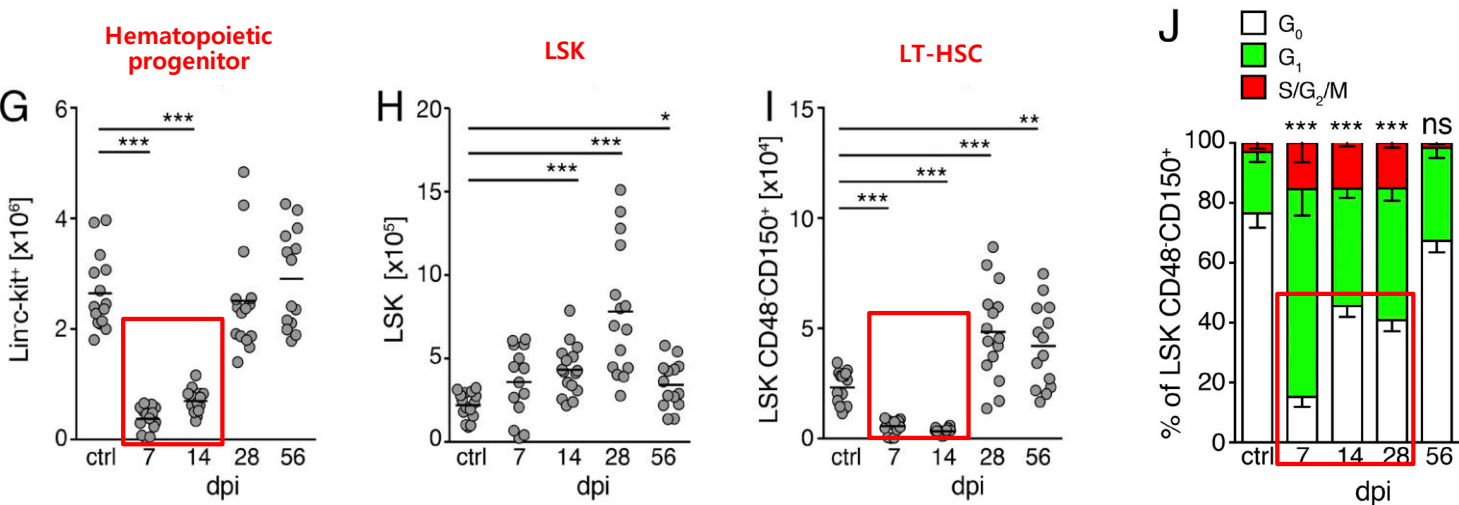 Hematopoietic
progenitor
LSK
LT-HSC
G
H
I
J
G₀
G₁
S/G₂/M
Lin⁻c-kit⁺ [x10⁶]
6
4
2
0
***
***
ctrl 7 14 28 56
dpi
LSK [x10⁵]
20
15
10
5
0
*
***
***
ctrl 7 14 28 56
dpi
LSK CD48⁻CD150⁺ [x10⁴]
15
10
5
0
**
***
***
***
ctrl 7 14 28 56
dpi
% of LSK CD48⁻CD150⁺
100
80
60
40
20
0
*** *** *** ns
ctrl 7 14 28 56
dpi